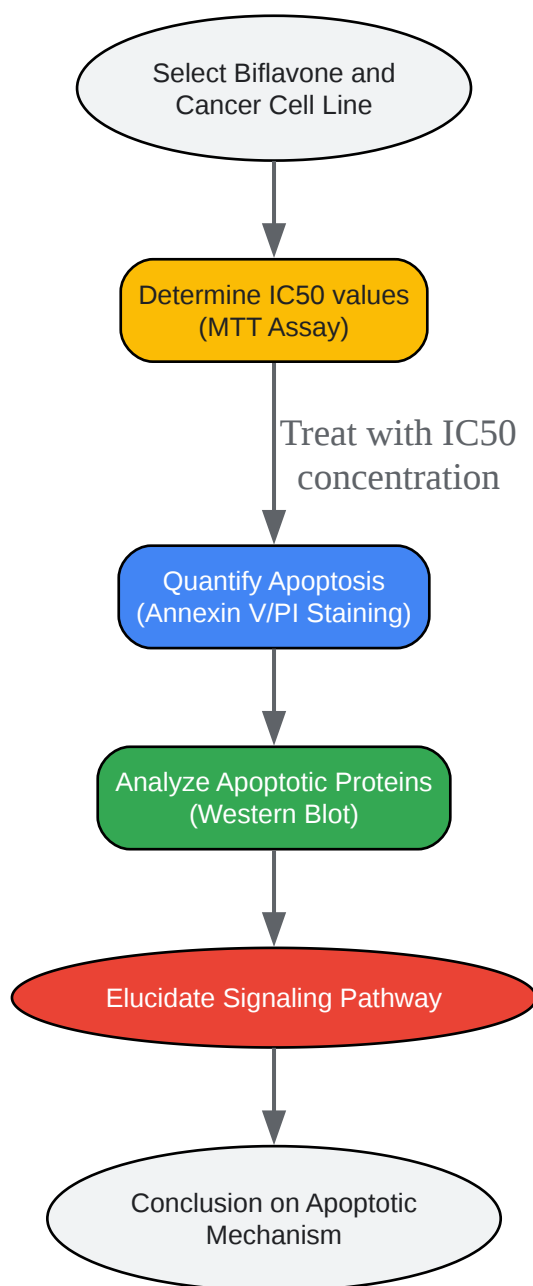 Select Biflavone and
Cancer Cell Line
Determine IC50 values
(MTT Assay)
Treat with IC50
concentration
Quantify Apoptosis
(Annexin V/PI Staining)
Analyze Apoptotic Proteins
(Western Blot)
Elucidate Signaling Pathway
Conclusion on Apoptotic
Mechanism